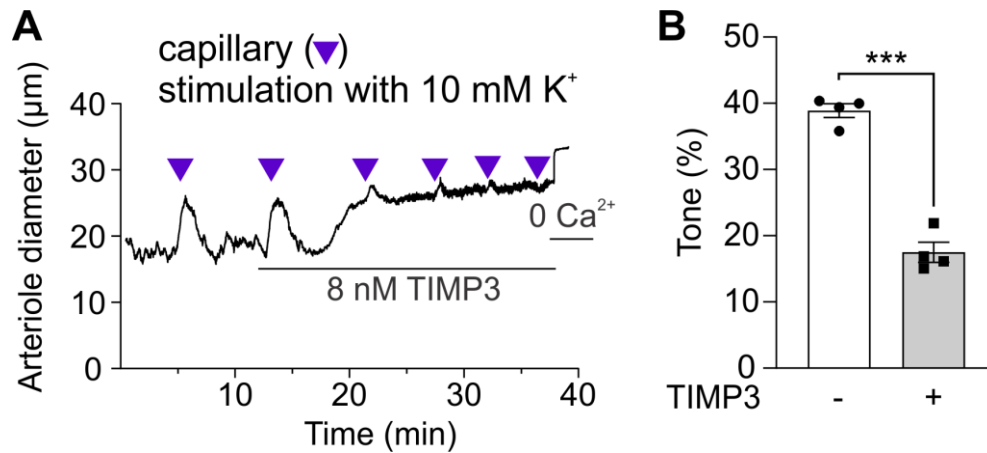 A
capillary (▼)
stimulation with 10 mM K⁺
Arteriole diameter (µm)
40
30
20
10
0
0 Ca²⁺
8 nM TIMP3
10
20
30
40
Time (min)
B
***
Tone (%)
50
40
30
20
10
0
TIMP3 - +